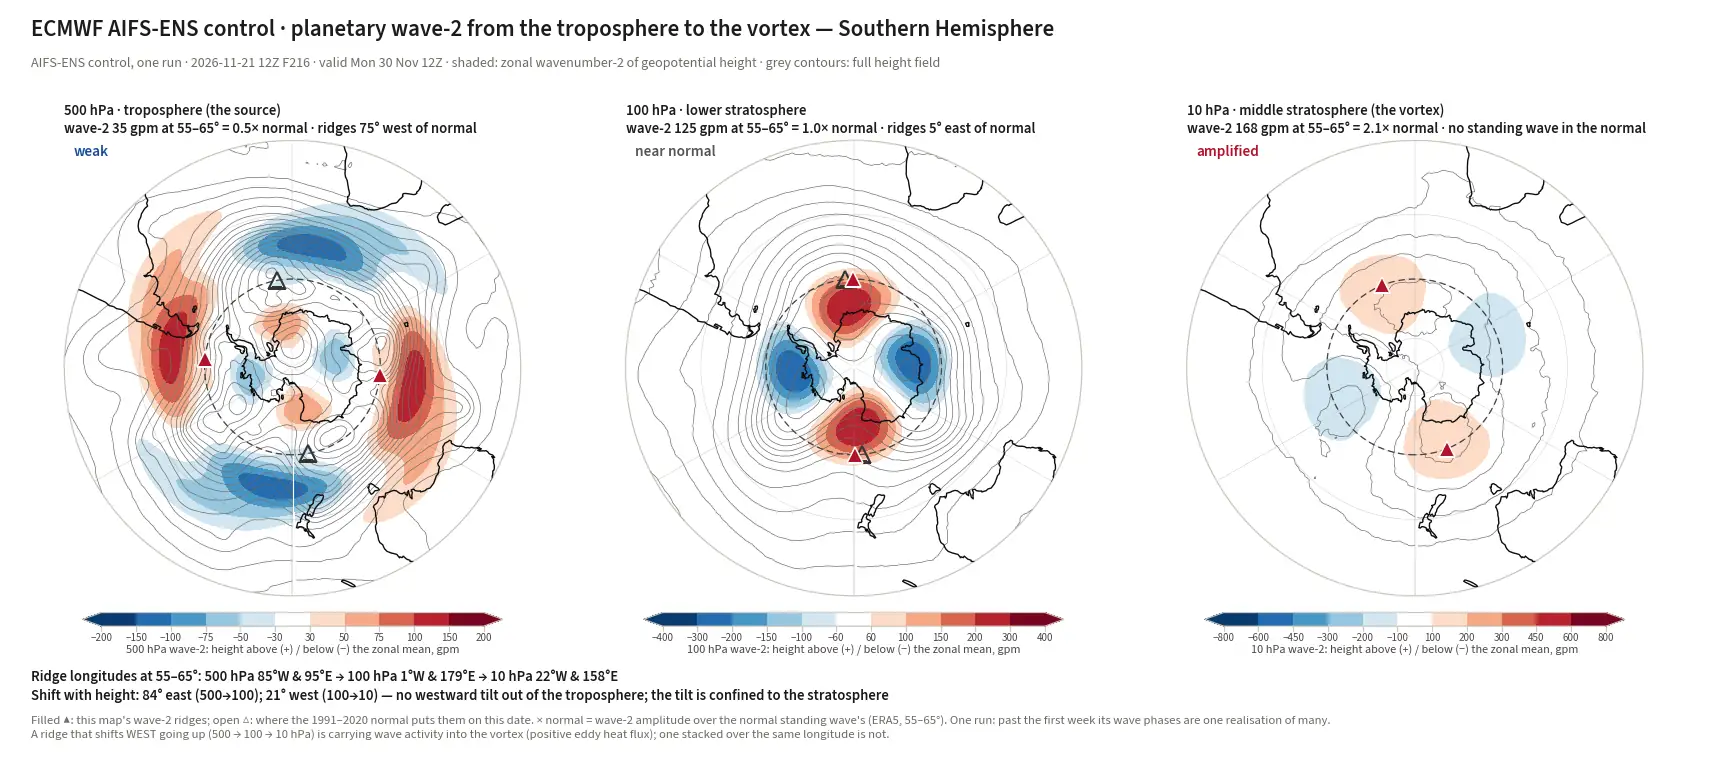 ECMWF AIFS-ENS control · planetary wave-2 from the troposphere to the vortex — Southern Hemisphere
AIFS-ENS control, one run · 2026-11-21 12Z F216 · valid Mon 30 Nov 12Z · shaded: zonal wavenumber-2 of geopotential height · grey contours: full height field
500 hPa · troposphere (the source)
wave-2 35 gpm at 55–65° = 0.5× normal · ridges 75° west of normal
weak
100 hPa · lower stratosphere
wave-2 125 gpm at 55–65° = 1.0× normal · ridges 5° east of normal
near normal
10 hPa · middle stratosphere (the vortex)
wave-2 168 gpm at 55–65° = 2.1× normal · no standing wave in the normal
amplified
−200 −150 −100 −75 −50 −30 30 50 75 100 150 200
500 hPa wave-2: height above (+) / below (−) the zonal mean, gpm
−400 −300 −200 −150 −100 −60 60 100 150 200 300 400
100 hPa wave-2: height above (+) / below (−) the zonal mean, gpm
−800 −600 −450 −300 −200 −100 100 200 300 450 600 800
10 hPa wave-2: height above (+) / below (−) the zonal mean, gpm
Ridge longitudes at 55–65°: 500 hPa 85°W & 95°E → 100 hPa 1°W & 179°E → 10 hPa 22°W & 158°E
Shift with height: 84° east (500→100); 21° west (100→10) — no westward tilt out of the troposphere; the tilt is confined to the stratosphere
Filled ▲: this map's wave-2 ridges; open △: where the 1991–2020 normal puts them on this date. × normal = wave-2 amplitude over the normal standing wave's (ERA5, 55–65°). One run: past the first week its wave phases are one realisation of many.
A ridge that shifts WEST going up (500 → 100 → 10 hPa) is carrying wave activity into the vortex (positive eddy heat flux); one stacked over the same longitude is not.